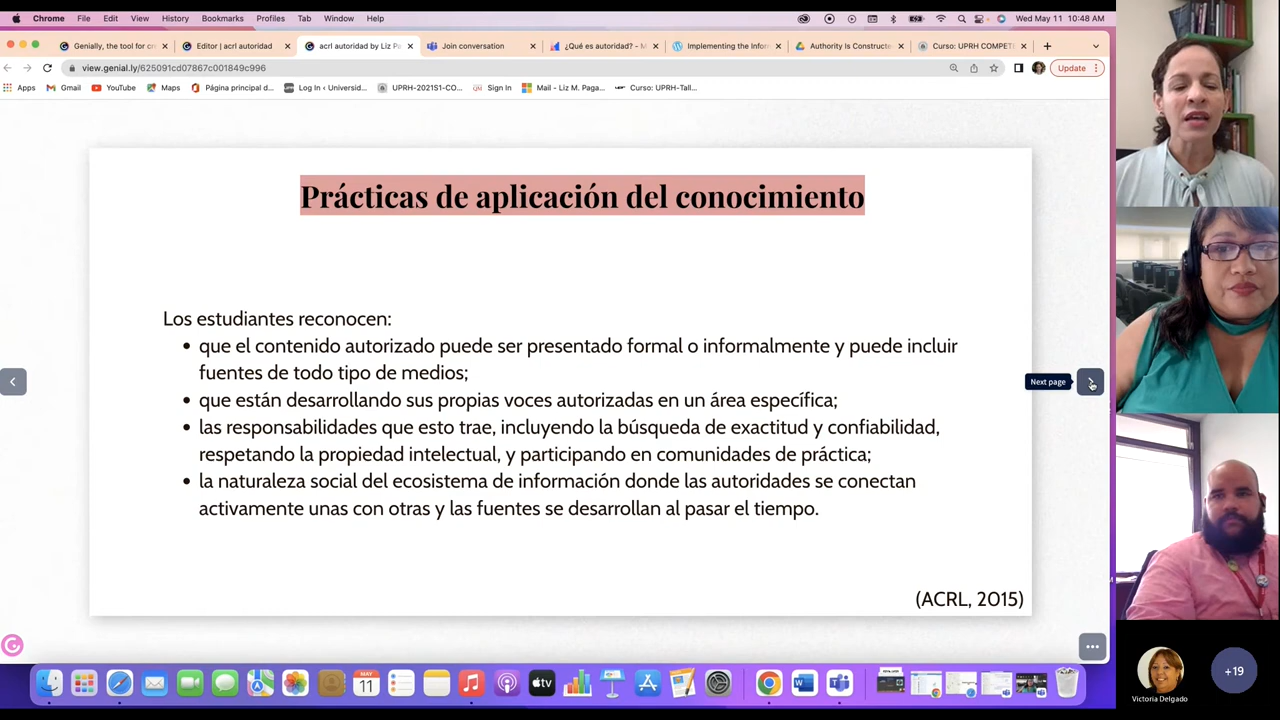 Chrome File Edit View History Bookmarks Profiles Tab Window Help Wed May 11 10:48 AM
Genially, the tool for cr Editor | acrl autoridad acrl autoridad by Liz Pa Join conversation ¿Qué es autoridad? - M Implementing the Infor Authority Is Constructe Curso: UPRH COMPETE
view.genial.ly/625091cd07867c001849c996 Update
Apps Gmail YouTube Maps Página principal d... Log In ‹ Universid... UPRH-2021S1-CO... Sign In Mail - Liz M. Paga... Curso: UPRH-Tall...
Prácticas de aplicación del conocimiento
Los estudiantes reconocen:
• que el contenido autorizado puede ser presentado formal o informalmente y puede incluir
fuentes de todo tipo de medios;
• que están desarrollando sus propias voces autorizadas en un área específica;
• las responsabilidades que esto trae, incluyendo la búsqueda de exactitud y confiabilidad,
respetando la propiedad intelectual, y participando en comunidades de práctica;
• la naturaleza social del ecosistema de información donde las autoridades se conectan
activamente unas con otras y las fuentes se desarrollan al pasar el tiempo.
Next page
(ACRL, 2015)
MAY
11
tv
Victoria Delgado
+19